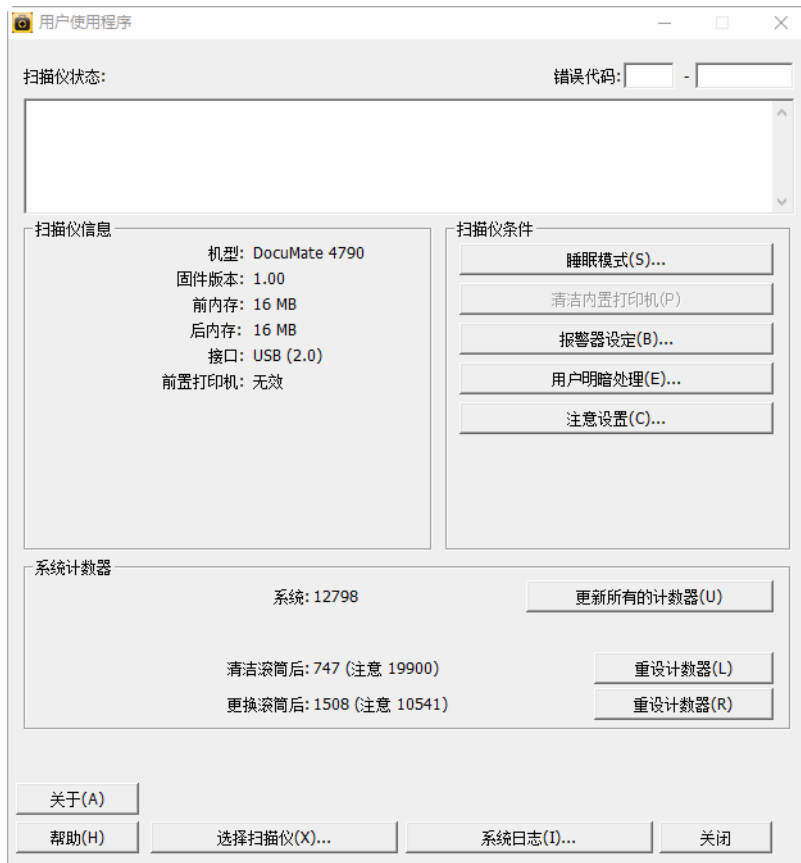 用户使用程序
扫描仪状态:
错误代码: -
扫描仪信息
机型: DocuMate 4790
固件版本: 1.00
前内存: 16 MB
后内存: 16 MB
接口: USB (2.0)
前置打印机: 无效
扫描仪条件
睡眠模式(S)...
清洁内置打印机(P)
报警器设定(B)...
用户明暗处理(E)...
注意设置(C)...
系统计数器
系统: 12798
更新所有的计数器(U)
清洁滚筒后: 747 (注意 19900)
重设计数器(L)
更换滚筒后: 1508 (注意 10541)
重设计数器(R)
关于(A)
帮助(H)
选择扫描仪(X)...
系统日志(I)...
关闭